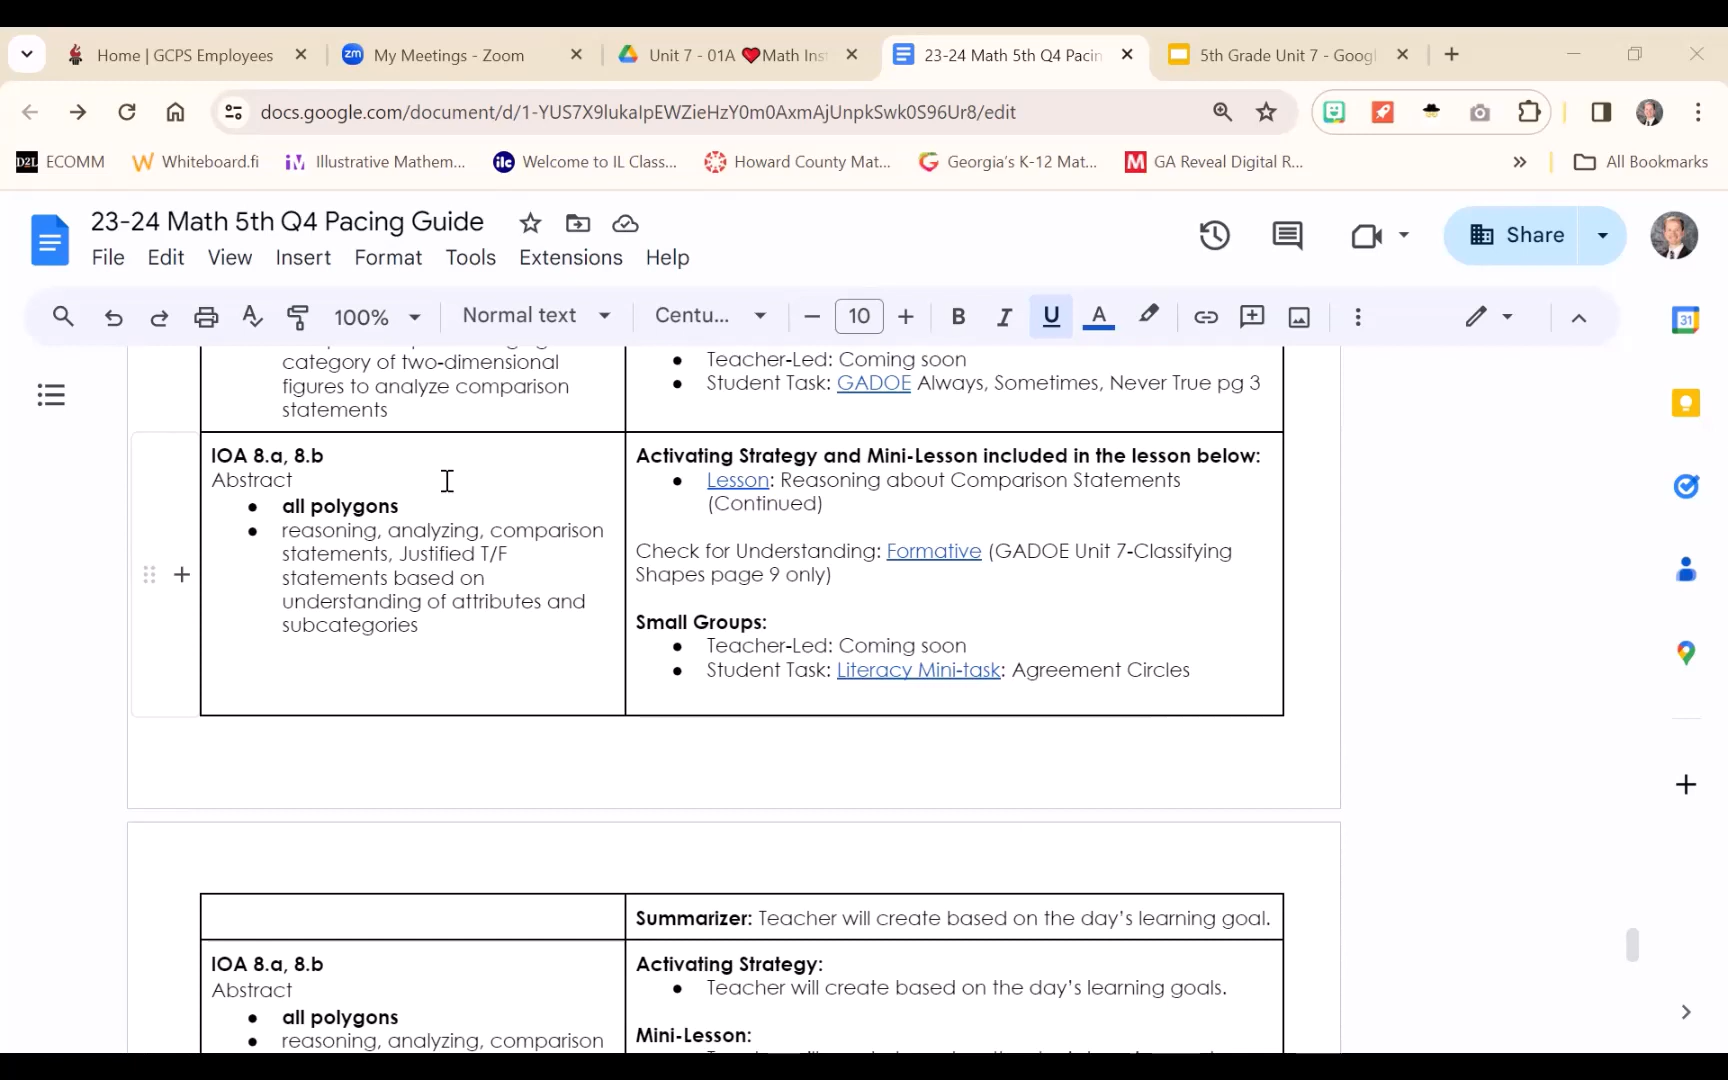 Home | GCPS Employees
zm My Meetings - Zoom
Unit 7 - 01A ❤️Math Inst
23-24 Math 5th Q4 Pacin
5th Grade Unit 7 - Googl
docs.google.com/document/d/1-YUS7X9lukaIpEWZieHzY0m0AxmAjUnpkSwk0S96Ur8/edit
D2L ECOMM
Whiteboard.fi
Illustrative Mathem...
ilc Welcome to IL Class...
Howard County Mat...
Georgia's K-12 Mat...
M GA Reveal Digital R...
All Bookmarks
23-24 Math 5th Q4 Pacing Guide
Share
File Edit View Insert Format Tools Extensions Help
100% Normal text Centu... 10 B I U A
31
category of two-dimensional
figures to analyze comparison
statements
• Teacher-Led: Coming soon
• Student Task: GADOE Always, Sometimes, Never True pg 3
IOA 8.a, 8.b
Abstract
• all polygons
• reasoning, analyzing, comparison
statements, Justified T/F
statements based on
understanding of attributes and
subcategories
Activating Strategy and Mini-Lesson included in the lesson below:
• Lesson: Reasoning about Comparison Statements
(Continued)
Check for Understanding: Formative (GADOE Unit 7-Classifying
Shapes page 9 only)
Small Groups:
• Teacher-Led: Coming soon
• Student Task: Literacy Mini-task: Agreement Circles
Summarizer: Teacher will create based on the day's learning goal.
IOA 8.a, 8.b
Abstract
• all polygons
• reasoning, analyzing, comparison
Activating Strategy:
• Teacher will create based on the day's learning goals.
Mini-Lesson: